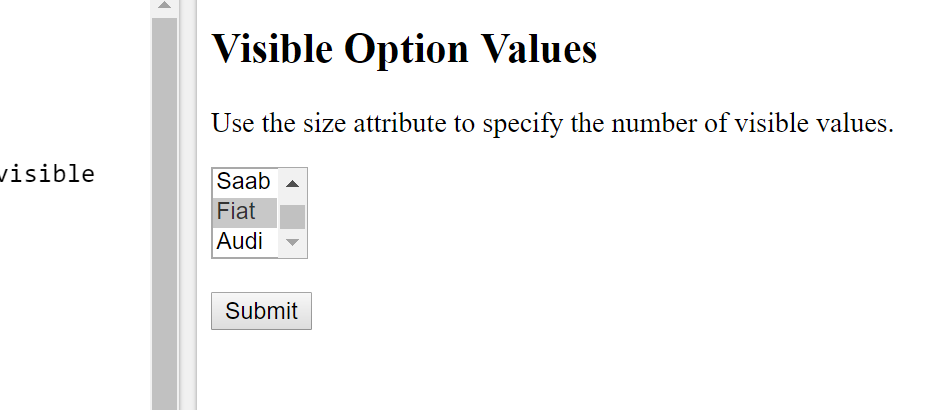 Visible Option Values
Use the size attribute to specify the number of visible values.
visible
Saab
Fiat
Audi
Submit